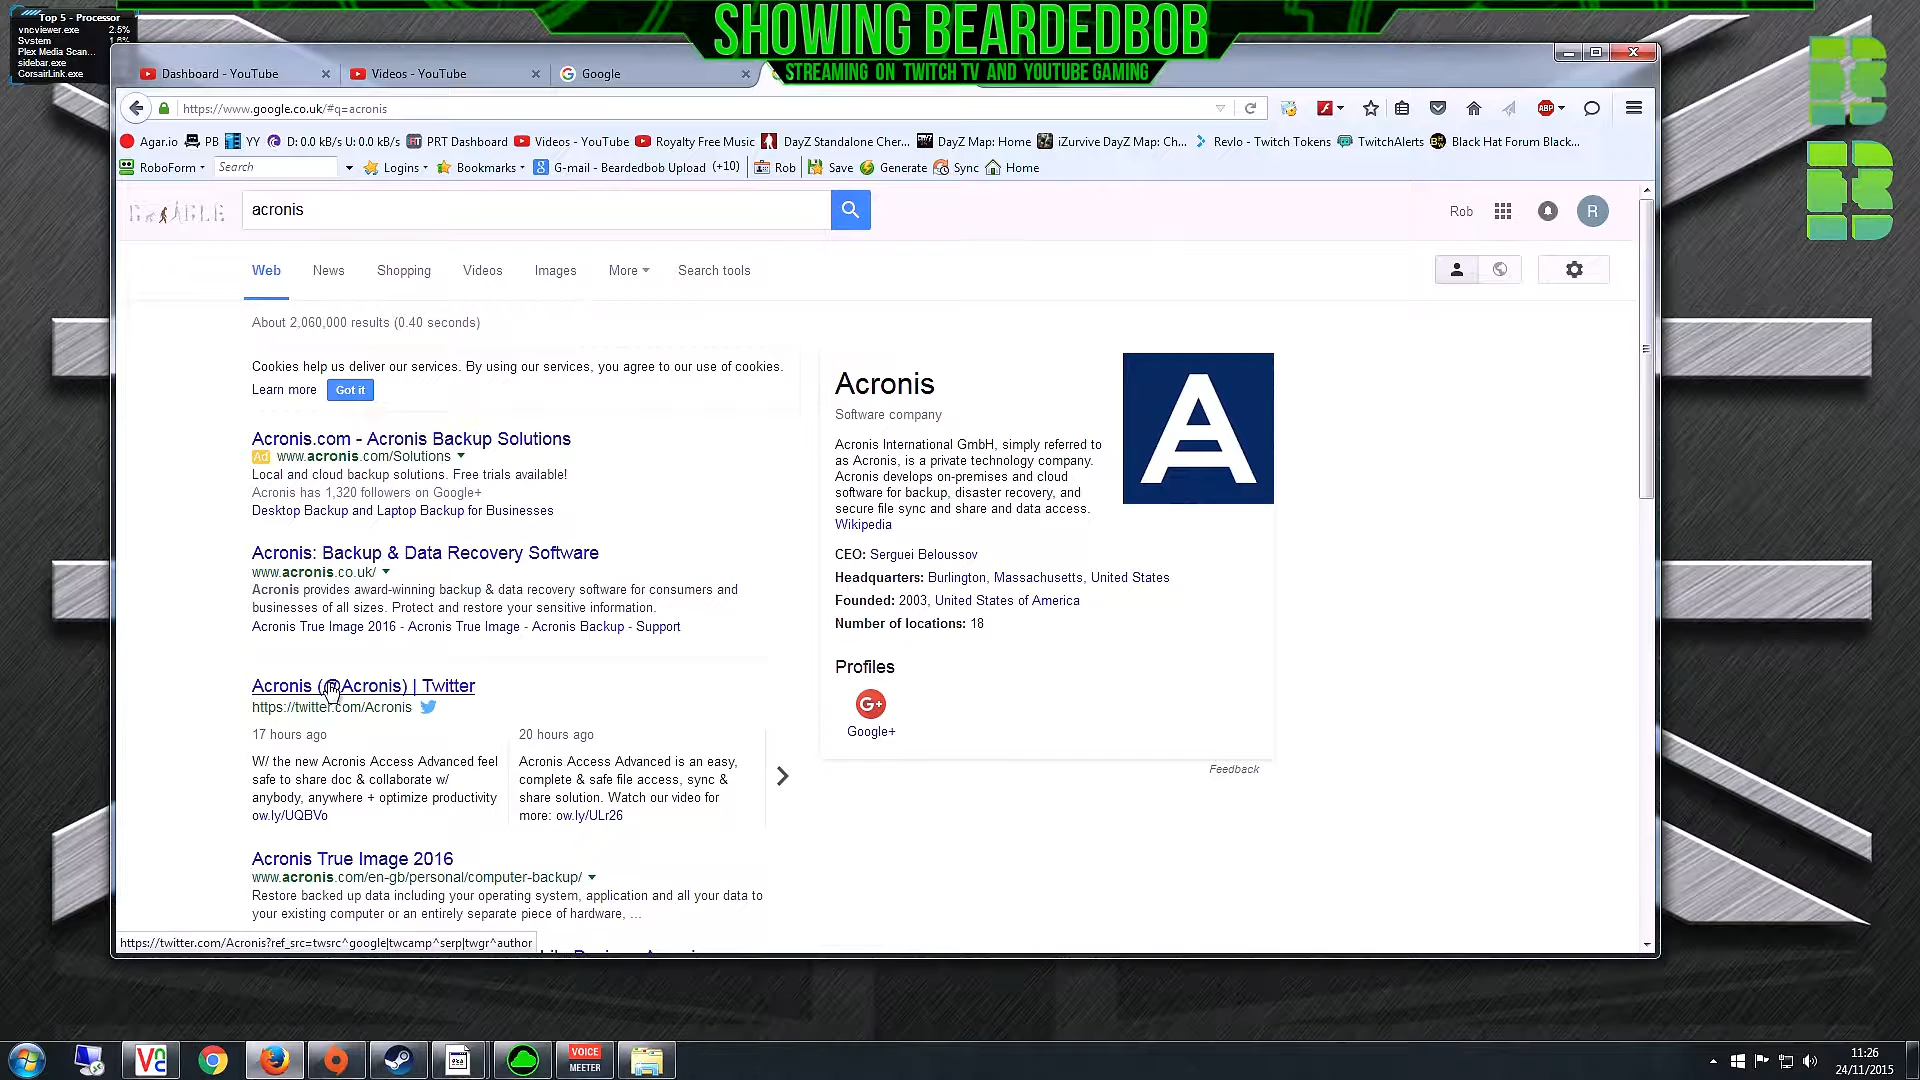 Top 5 - Processor
vncviewer.exe 2.5%
System 1.6%
Plex Media Scan...
sidebar.exe
CorsairLink.exe
SHOWING BEARDEDBOB
STREAMING ON TWITCH TV AND YOUTUBE GAMING
Dashboard - YouTube
Videos - YouTube
Google
https://www.google.co.uk/#q=acronis
ABP
Agar.io PB YY D: 0.0 kB/s U: 0.0 kB/s PRT Dashboard Videos - YouTube Royalty Free Music DayZ Standalone Cher... DayZ Map: Home iZurvive DayZ Map: Ch... Revlo - Twitch Tokens TwitchAlerts Black Hat Forum Black...
RoboForm Search Logins Bookmarks G-mail - Beardedbob Upload (+10) Rob Save Generate Sync Home
acronis
Rob
R
Web News Shopping Videos Images More Search tools
About 2,060,000 results (0.40 seconds)
Cookies help us deliver our services. By using our services, you agree to our use of cookies.
Learn more Got it
Acronis.com - Acronis Backup Solutions
Ad www.acronis.com/Solutions
Local and cloud backup solutions. Free trials available!
Acronis has 1,320 followers on Google+
Desktop Backup and Laptop Backup for Businesses
Acronis: Backup & Data Recovery Software
www.acronis.co.uk/
Acronis provides award-winning backup & data recovery software for consumers and
businesses of all sizes. Protect and restore your sensitive information.
Acronis True Image 2016 - Acronis True Image - Acronis Backup - Support
Acronis (@Acronis) | Twitter
https://twitter.com/Acronis
17 hours ago
W/ the new Acronis Access Advanced feel
safe to share doc & collaborate w/
anybody, anywhere + optimize productivity
ow.ly/UQBVo
20 hours ago
Acronis Access Advanced is an easy,
complete & safe file access, sync &
share solution. Watch our video for
more: ow.ly/ULr26
Acronis True Image 2016
www.acronis.com/en-gb/personal/computer-backup/
Restore backed up data including your operating system, application and all your data to
your existing computer or an entirely separate piece of hardware, ...
https://twitter.com/Acronis?ref_src=twsrc^google|twcamp^serp|twgr^author
Acronis
Software company
Acronis International GmbH, simply referred to
as Acronis, is a private technology company.
Acronis develops on-premises and cloud
software for backup, disaster recovery, and
secure file sync and share and data access.
Wikipedia
CEO: Serguei Beloussov
Headquarters: Burlington, Massachusetts, United States
Founded: 2003, United States of America
Number of locations: 18
Profiles
G+
Google+
Feedback
VOICE
MEETER
11:26
24/11/2015